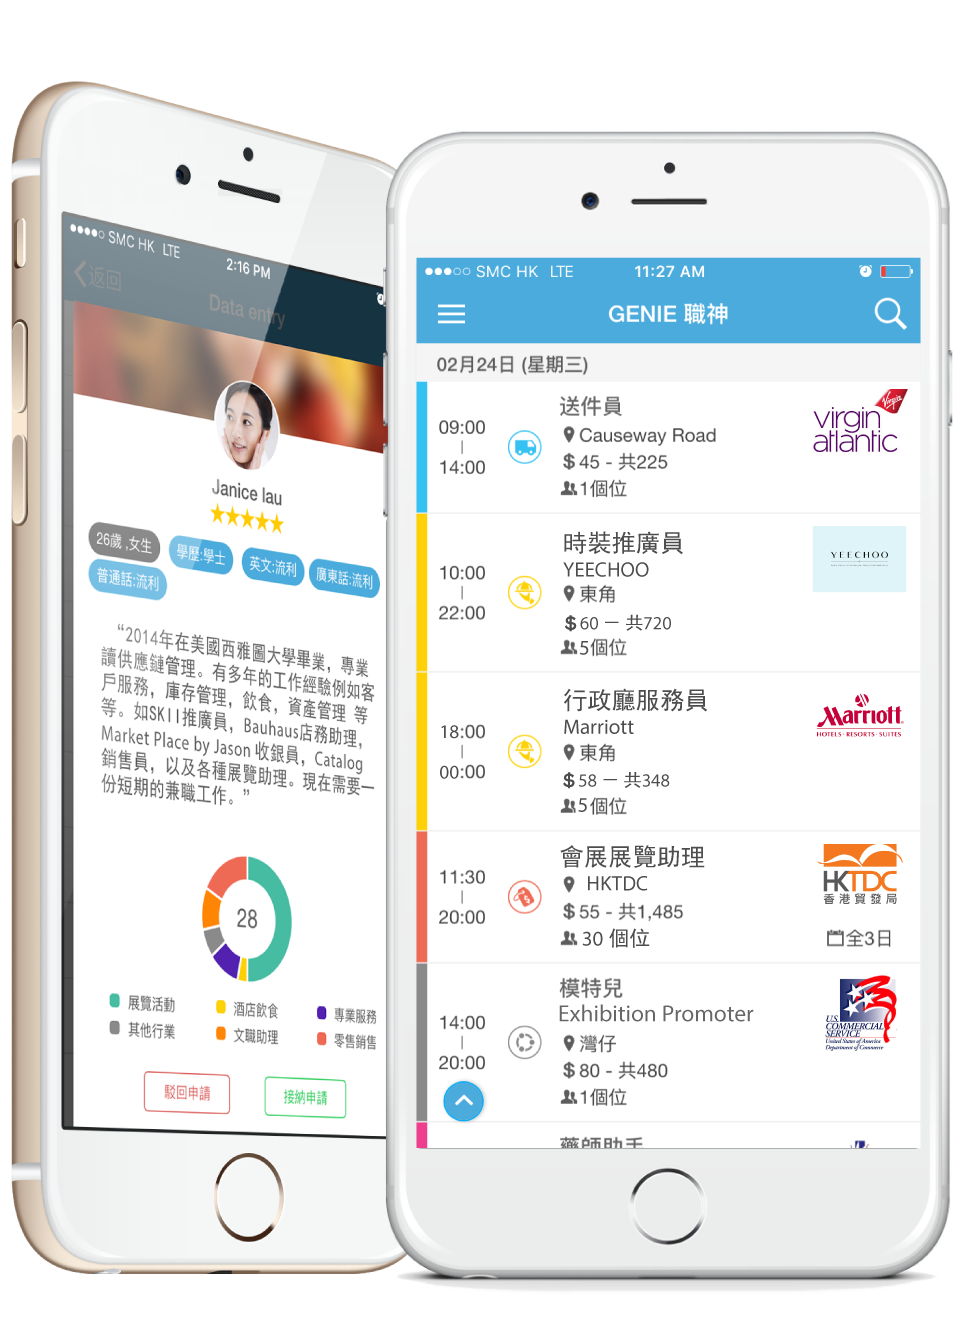 SMC HK LTE
2:16 PM
返回
Data entry
Janice lau
26歲 ,女生
學歷:學士
英文:流利
廣東話:流利
普通話:流利
“2014年在美國西雅圖大學畢業，專業
讀供應鏈管理。有多年的工作經驗例如客
戶服務，庫存管理，飲食，資產管理 等
等。如SKII推廣員，Bauhaus店務助理，
Market Place by Jason 收銀員，Catalog
銷售員，以及各種展覽助理。現在需要一
份短期的兼職工作。”
28
展覽活動
酒店飲食
專業服務
其他行業
文職助理
零售銷售
駁回申請
接納申請
SMC HK LTE
11:27 AM
GENIE 職神
02月24日 (星期三)
09:00
14:00
送件員
Causeway Road
$ 45 - 共225
1個位
Virgin
virgin
atlantic
10:00
22:00
時裝推廣員
YEECHOO
東角
$ 60 － 共720
5個位
YEECHOO
18:00
00:00
行政廳服務員
Marriott
東角
$ 58 － 共348
5個位
Marriott
HOTELS · RESORTS · SUITES
11:30
20:00
會展展覽助理
HKTDC
$ 55 - 共1,485
30 個位
HKTDC
香港貿發局
全3日
14:00
20:00
模特兒
Exhibition Promoter
灣仔
$ 80 - 共480
1個位
U.S.
COMMERCIAL
SERVICE
United States of America
Department of Commerce
藥師助手